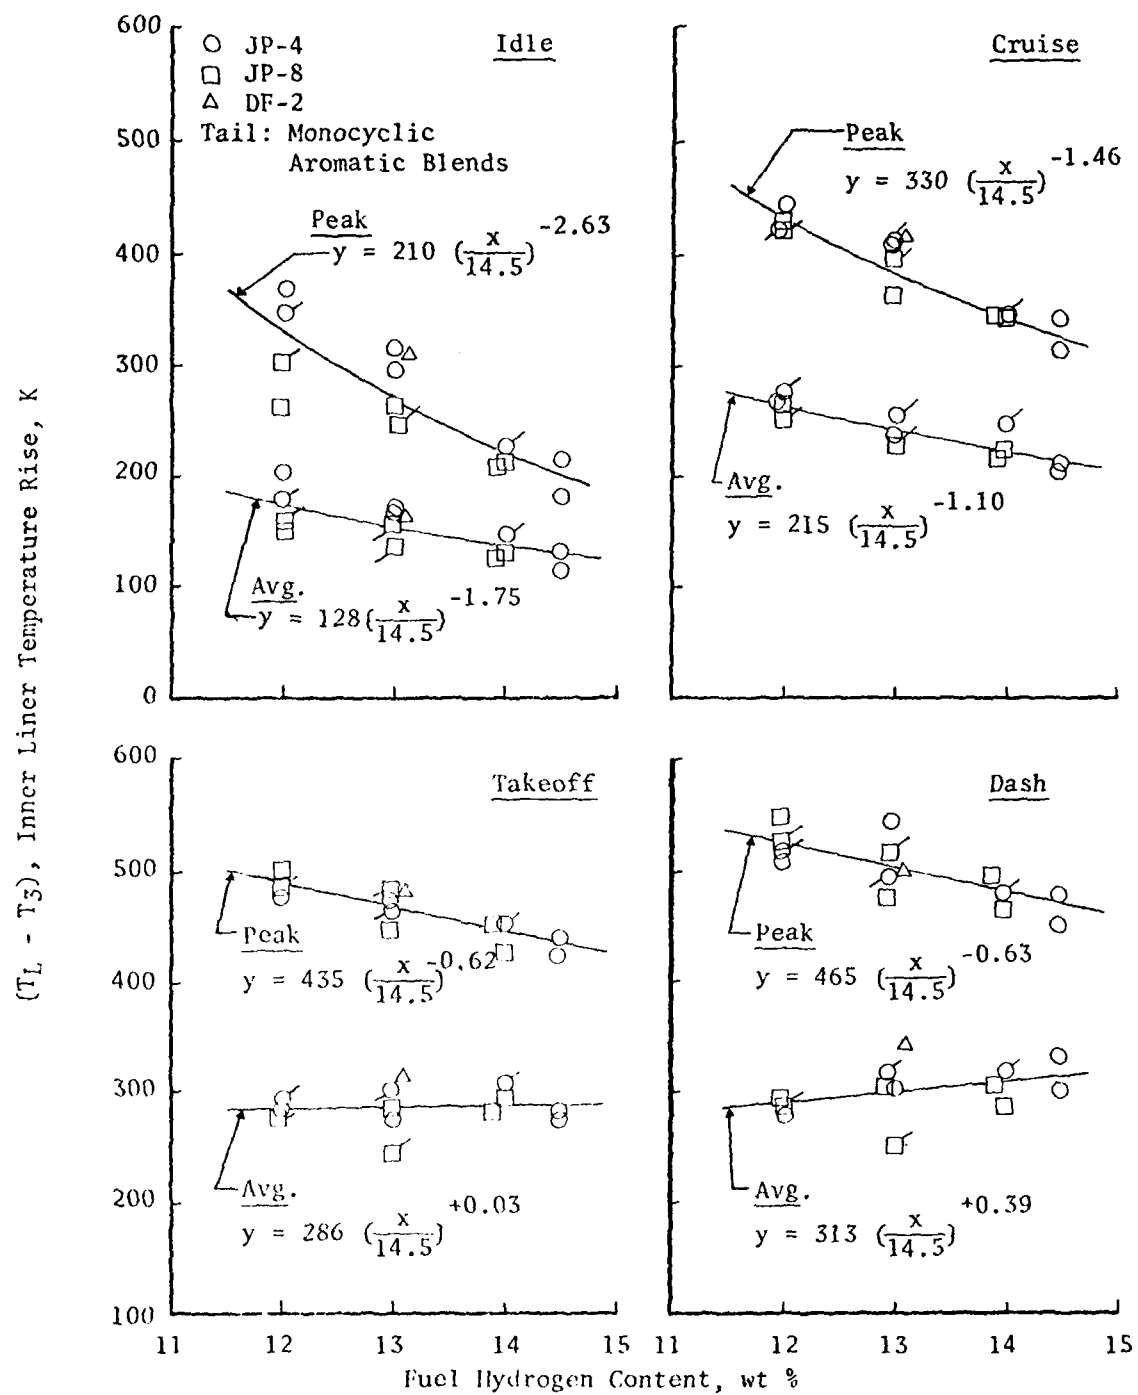 (T_L - T_3), Inner Liner Temperature Rise, K
600
500
400
300
200
100
0
○ JP-4
□ JP-8
△ DF-2
Tail: Monocyclic
Aromatic Blends
Idle
Peak
y = 210 (x/14.5)^-2.63
Avg.
y = 128(x/14.5)^-1.75
Cruise
Peak
y = 330 (x/14.5)^-1.46
Avg.
y = 215 (x/14.5)^-1.10
600
500
400
300
200
100
Takeoff
Peak
y = 435 (x/14.5)^-0.62
Avg.
y = 286 (x/14.5)^+0.03
Dash
Peak
y = 465 (x/14.5)^-0.63
Avg.
y = 313 (x/14.5)^+0.39
11 12 13 14 15
11 12 13 14 15
Fuel Hydrogen Content, wt %